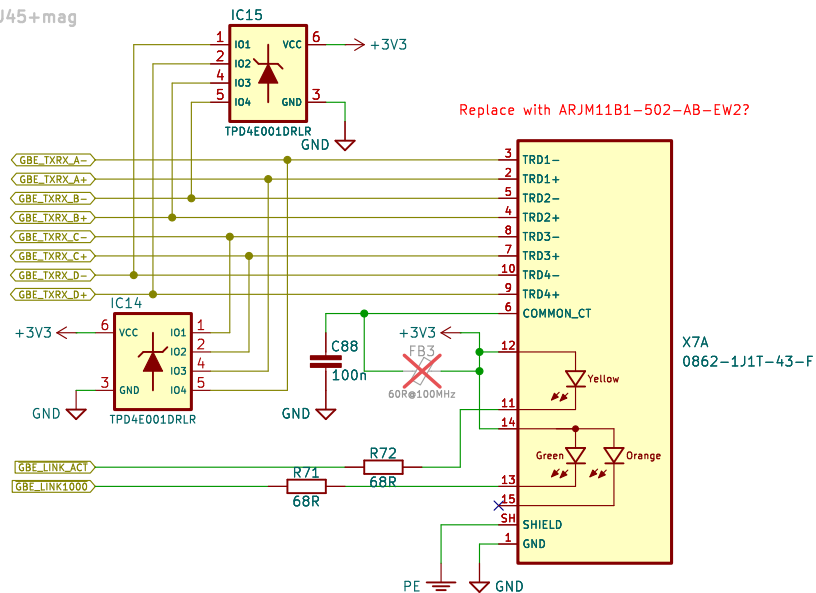 J45+mag
IC15
1 IO1 VCC 6 +3V3
2 IO2
4 IO3
5 IO4 GND 3
TPD4E001DRLR
GND
Replace with ARJM11B1-502-AB-EW2?
GBE_TXRX_A- 3 TRD1-
GBE_TXRX_A+ 2 TRD1+
GBE_TXRX_B- 5 TRD2-
GBE_TXRX_B+ 4 TRD2+
GBE_TXRX_C- 8 TRD3-
GBE_TXRX_C+ 7 TRD3+
GBE_TXRX_D- 10 TRD4-
GBE_TXRX_D+ 9 TRD4+
6 COMMON_CT
IC14
+3V3 6 VCC IO1 1
IO2 2
IO3 4
GND 3 GND IO4 5
TPD4E001DRLR
C88
100n
GND
+3V3
FB3
60R@100MHz
X7A
0862-1J1T-43-F
12
Yellow
11
14
Green Orange
13
15
SH SHIELD
1 GND
GBE_LINK_ACT R72
68R
GBE_LINK1000 R71
68R
PE GND